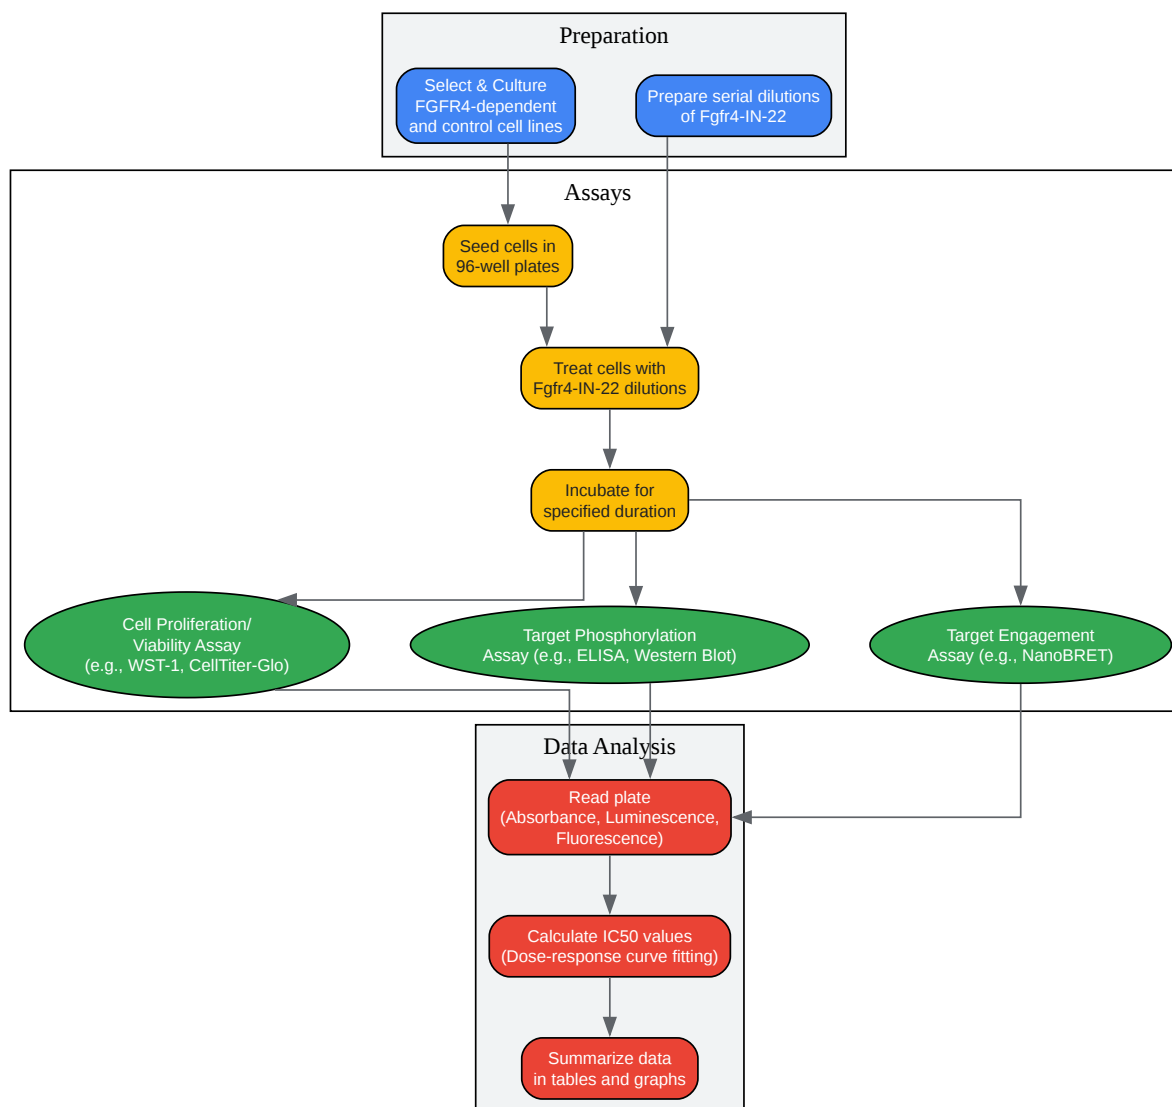 Preparation
Select & Culture
FGFR4-dependent
and control cell lines
Prepare serial dilutions
of Fgfr4-IN-22
Assays
Seed cells in
96-well plates
Treat cells with
Fgfr4-IN-22 dilutions
Incubate for
specified duration
Cell Proliferation/
Viability Assay
(e.g., WST-1, CellTiter-Glo)
Target Phosphorylation
Assay (e.g., ELISA, Western Blot)
Target Engagement
Assay (e.g., NanoBRET)
Data Analysis
Read plate
(Absorbance, Luminescence,
Fluorescence)
Calculate IC50 values
(Dose-response curve fitting)
Summarize data
in tables and graphs